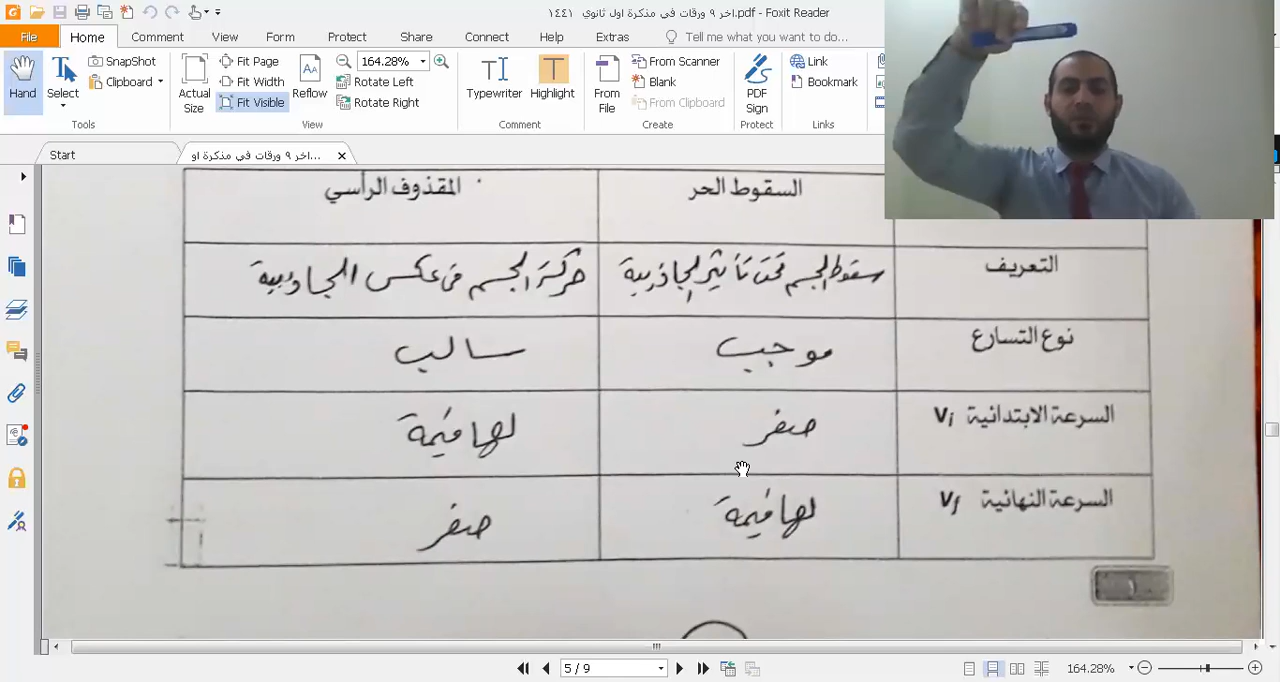 اخر ٩ ورقات في مذكرة اول ثانوي ١٤٤١.pdf - Foxit Reader
File Home Comment View Form Protect Share Connect Help Extras Tell me what you want to do...
Hand
Select
SnapShot
Clipboard
Actual Size
Fit Page
Fit Width
Fit Visible
Reflow
164.28%
Rotate Left
Rotate Right
Typewriter
Highlight
From File
From Scanner
Blank
From Clipboard
PDF Sign
Link
Bookmark
Tools View Comment Create Protect Links
Start
اخر ٩ ورقات في مذكرة او...
السقوط الحر المقذوف الرأسي
التعريف سقوط الجسم تحت تأثير الجاذبية حركة الجسم في عكس الجاذبية
نوع التسارع موجب سالب
السرعة الابتدائية Vi صفر لها قيمة
السرعة النهائية Vf لها قيمة صفر
١
5 / 9
164.28%